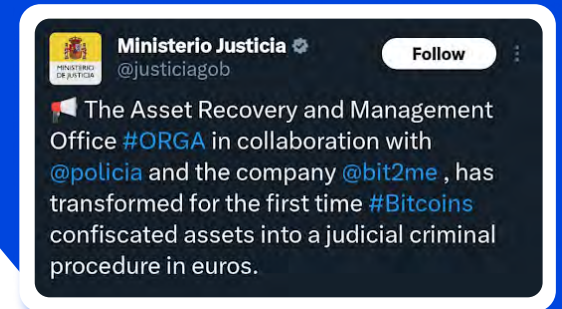 Ministerio Justicia
@justiciagob
Follow
MINISTERIO
DE JUSTICIA
The Asset Recovery and Management
Office #ORGA in collaboration with
@policia and the company @bit2me , has
transformed for the first time #Bitcoins
confiscated assets into a judicial criminal
procedure in euros.